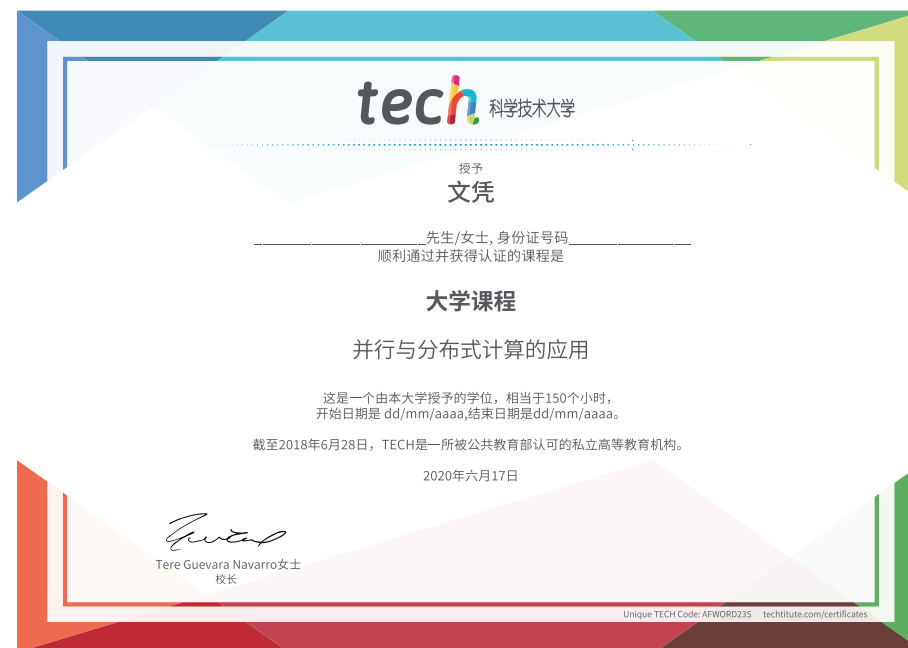 tech 科学技术大学
授予
文凭
______________________先生/女士, 身份证号码________________
顺利通过并获得认证的课程是
大学课程
并行与分布式计算的应用
这是一个由本大学授予的学位，相当于150个小时，
开始日期是 dd/mm/aaaa,结束日期是dd/mm/aaaa。
截至2018年6月28日，TECH是一所被公共教育部认可的私立高等教育机构。
2020年六月17日
Tere Guevara Navarro女士
校长
Unique TECH Code: AFWORD23S techtitute.com/certificates